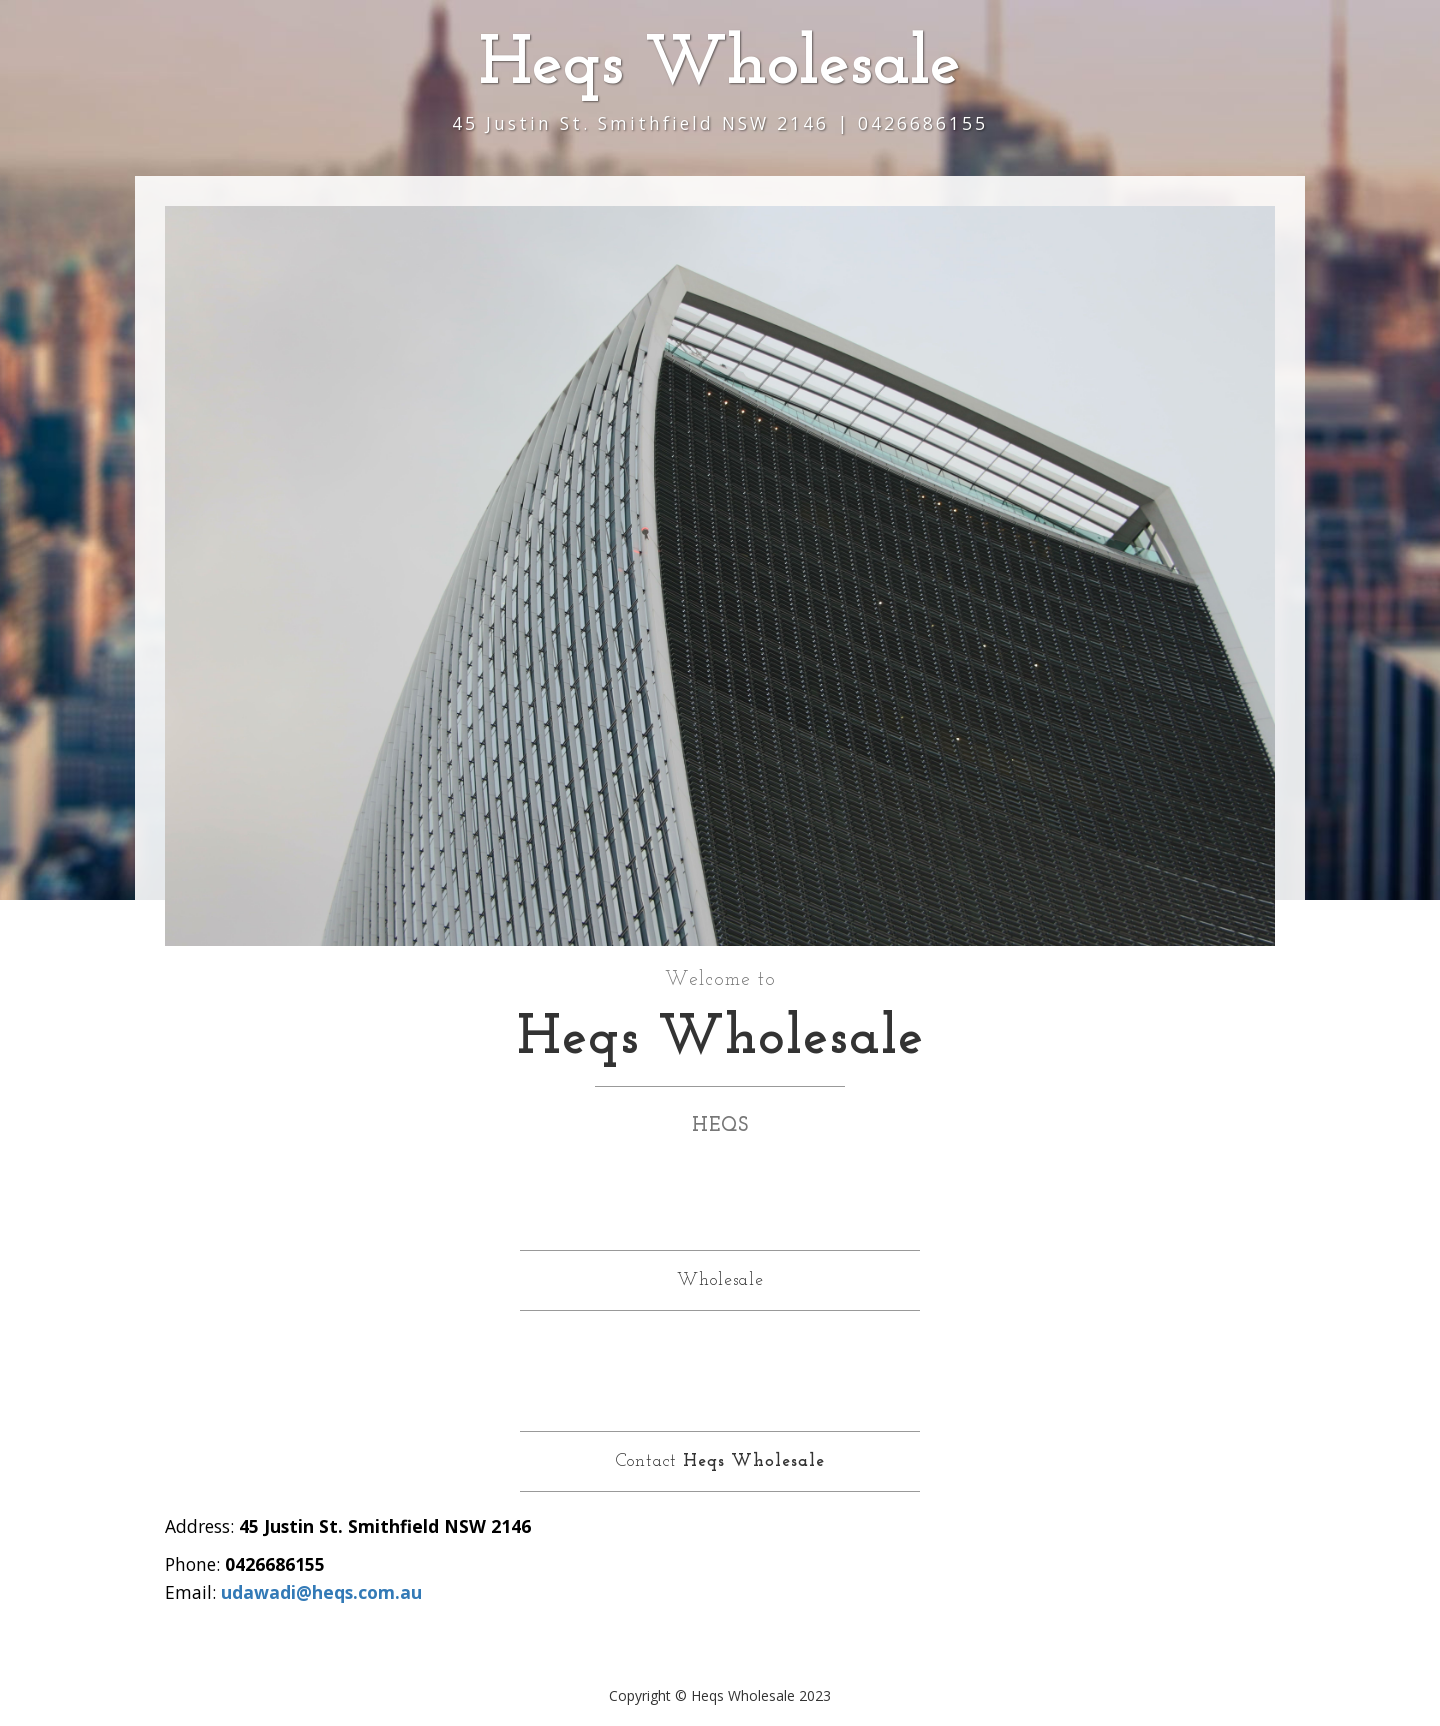 Heqs Wholesale
45 Justin St. Smithfield NSW 2146 | 0426686155
Welcome to
Heqs Wholesale
HEQS
Wholesale
Contact Heqs Wholesale
Address: 45 Justin St. Smithfield NSW 2146
Phone: 0426686155
Email: udawadi@heqs.com.au
Copyright © Heqs Wholesale 2023